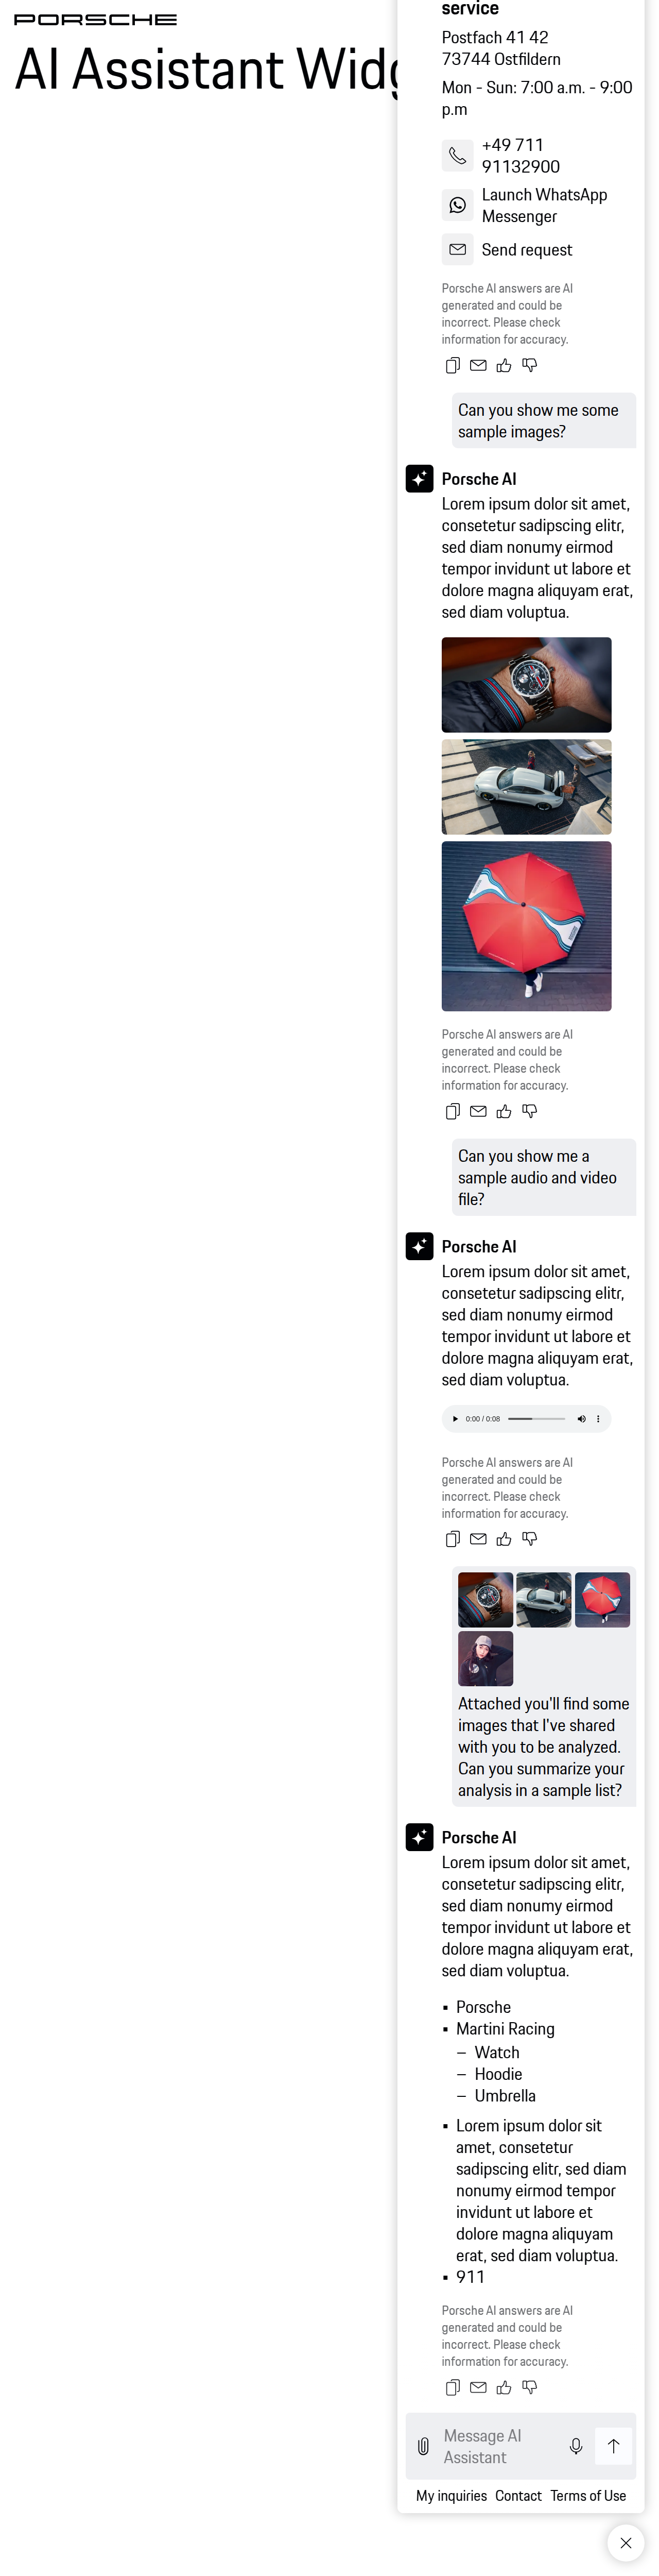 PORSCHE
AI Assistant Widg
service
Postfach 41 42
73744 Ostfildern
Mon - Sun: 7:00 a.m. - 9:00
p.m
+49 711
91132900
Launch WhatsApp
Messenger
Send request
Porsche AI answers are AI
generated and could be
incorrect. Please check
information for accuracy.
Can you show me some
sample images?
Porsche AI
Lorem ipsum dolor sit amet,
consetetur sadipscing elitr,
sed diam nonumy eirmod
tempor invidunt ut labore et
dolore magna aliquyam erat,
sed diam voluptua.
Porsche AI answers are AI
generated and could be
incorrect. Please check
information for accuracy.
Can you show me a
sample audio and video
file?
Porsche AI
Lorem ipsum dolor sit amet,
consetetur sadipscing elitr,
sed diam nonumy eirmod
tempor invidunt ut labore et
dolore magna aliquyam erat,
sed diam voluptua.
0:00 / 0:08
Porsche AI answers are AI
generated and could be
incorrect. Please check
information for accuracy.
Attached you'll find some
images that I've shared
with you to be analyzed.
Can you summarize your
analysis in a sample list?
Porsche AI
Lorem ipsum dolor sit amet,
consetetur sadipscing elitr,
sed diam nonumy eirmod
tempor invidunt ut labore et
dolore magna aliquyam erat,
sed diam voluptua.
▪ Porsche
▪ Martini Racing
– Watch
– Hoodie
– Umbrella
▪ Lorem ipsum dolor sit
amet, consetetur
sadipscing elitr, sed diam
nonumy eirmod tempor
invidunt ut labore et
dolore magna aliquyam
erat, sed diam voluptua.
▪ 911
Porsche AI answers are AI
generated and could be
incorrect. Please check
information for accuracy.
Message AI
Assistant
My inquiries Contact Terms of Use